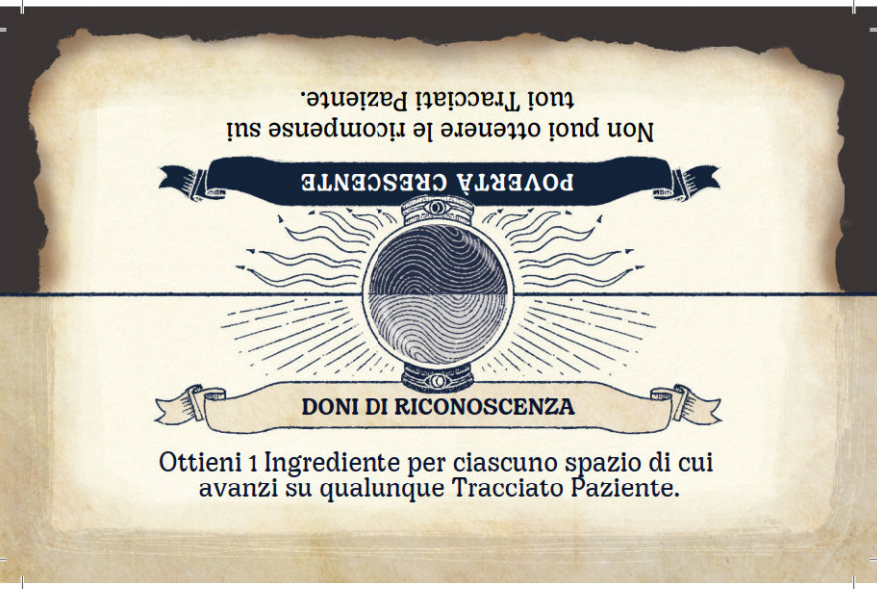 Non puoi ottenere le ricompense sui
tuoi Tracciati Paziente.
POVERTÀ CRESCENTE
DONI DI RICONOSCENZA
Ottieni 1 Ingrediente per ciascuno spazio di cui
avanzi su qualunque Tracciato Paziente.